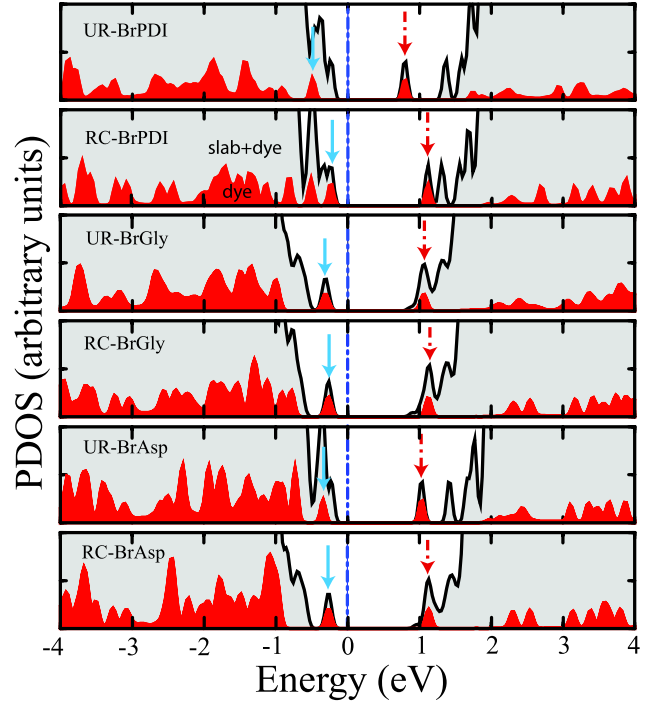 UR-BrPDI
RC-BrPDI
slab+dye
dye
UR-BrGly
RC-BrGly
UR-BrAsp
RC-BrAsp
PDOS (arbitrary units)
-4 -3 -2 -1 0 1 2 3 4
Energy (eV)